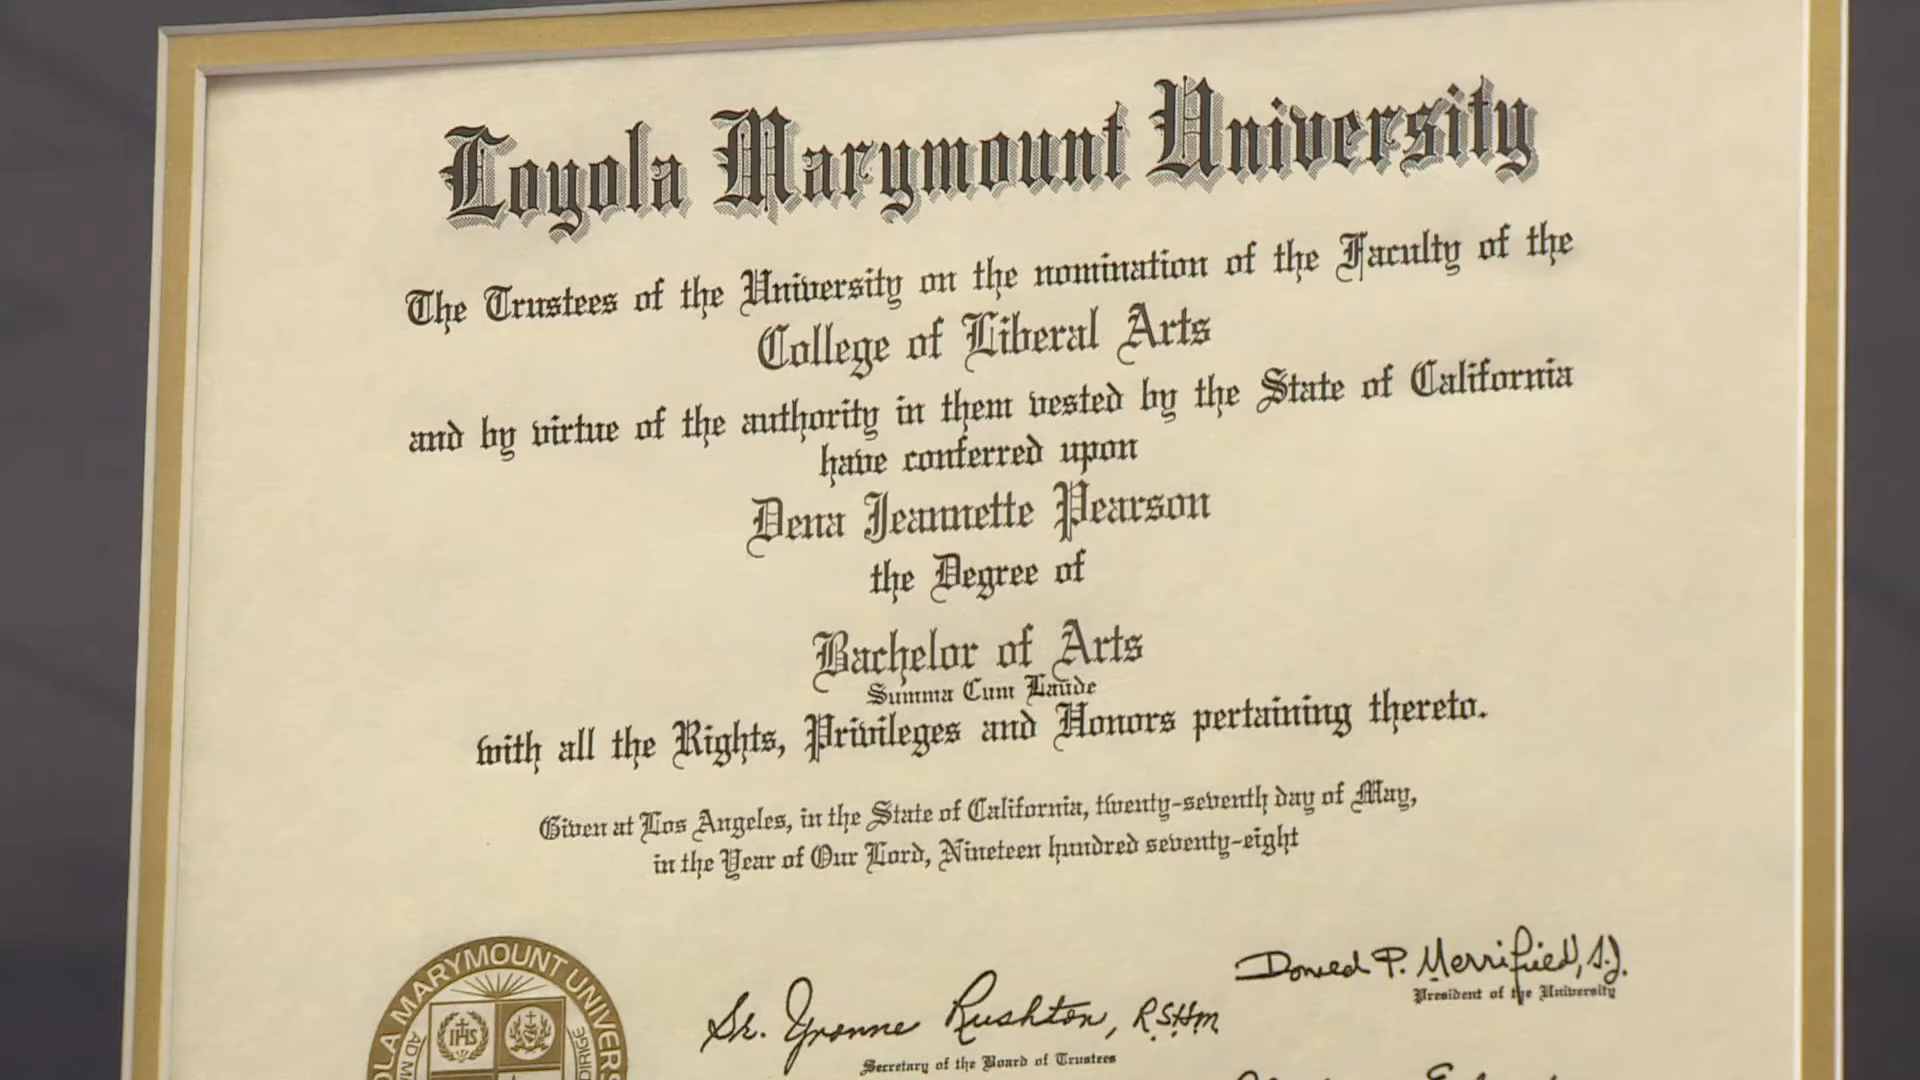 Loyola Marymount University
The Trustees of the University on the nomination of the Faculty of the
College of Liberal Arts
and by virtue of the authority in them vested by the State of California
have conferred upon
Dena Jeannette Pearson
the Degree of
Bachelor of Arts
Summa Cum Laude
with all the Rights, Privileges and Honors pertaining thereto.
Given at Los Angeles, in the State of California, twenty-seventh day of May,
in the Year of Our Lord, Nineteen hundred seventy-eight
Donald P. Merrifield, S.J.
President of the University
Sr. Yvonne Rushton, RSHM
Secretary of the Board of Trustees
MARYMOUNT
IHS